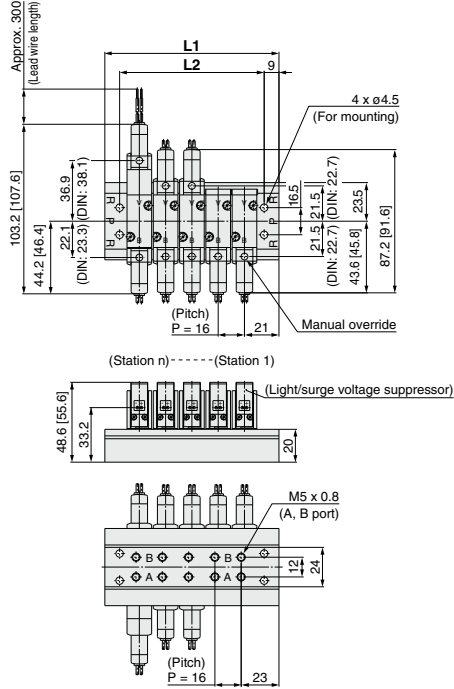 Approx. 300
(Lead wire length)
L1
L2
9
4 x ø4.5
(For mounting)
103.2 [107.6]
44.2 [46.4]
36.9
(DIN: 38.1)
22.1
(DIN: 23.3)
R
P
R
V
V
V
V
B
B
B
R
P
R
16.5
21.5
(DIN: 22.7)
21.5
(DIN: 22.7)
23.5
43.6 [45.8]
87.2 [91.6]
(Pitch)
P = 16
21
Manual override
(Station n)
(Station 1)
(Light/surge voltage suppressor)
48.6 [55.6]
33.2
20
M5 x 0.8
(A, B port)
B
B
A
A
12
24
(Pitch)
P = 16
23